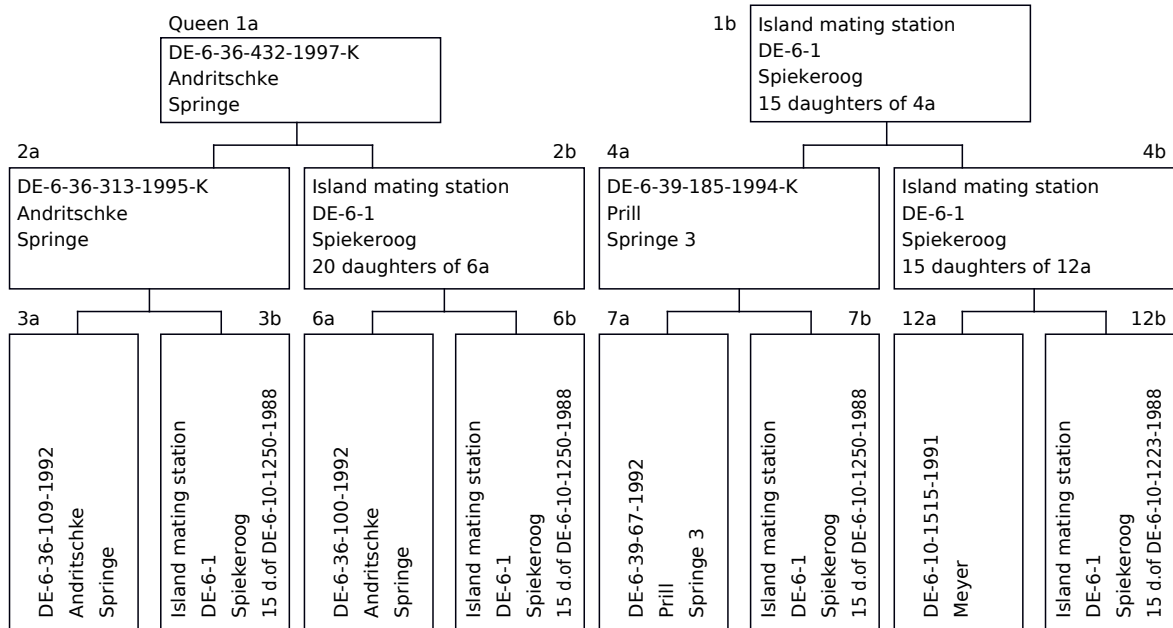 Queen 1a
DE-6-36-432-1997-K
Andritschke
Springe
1b
Island mating station
DE-6-1
Spiekeroog
15 daughters of 4a
2a
DE-6-36-313-1995-K
Andritschke
Springe
2b
Island mating station
DE-6-1
Spiekeroog
20 daughters of 6a
4a
DE-6-39-185-1994-K
Prill
Springe 3
4b
Island mating station
DE-6-1
Spiekeroog
15 daughters of 12a
3a
DE-6-36-109-1992
Andritschke
Springe
3b
Island mating station
DE-6-1
Spiekeroog
15 d.of DE-6-10-1250-1988
6a
DE-6-36-100-1992
Andritschke
Springe
6b
Island mating station
DE-6-1
Spiekeroog
15 d.of DE-6-10-1250-1988
7a
DE-6-39-67-1992
Prill
Springe 3
7b
Island mating station
DE-6-1
Spiekeroog
15 d.of DE-6-10-1250-1988
12a
DE-6-10-1515-1991
Meyer
12b
Island mating station
DE-6-1
Spiekeroog
15 d.of DE-6-10-1223-1988